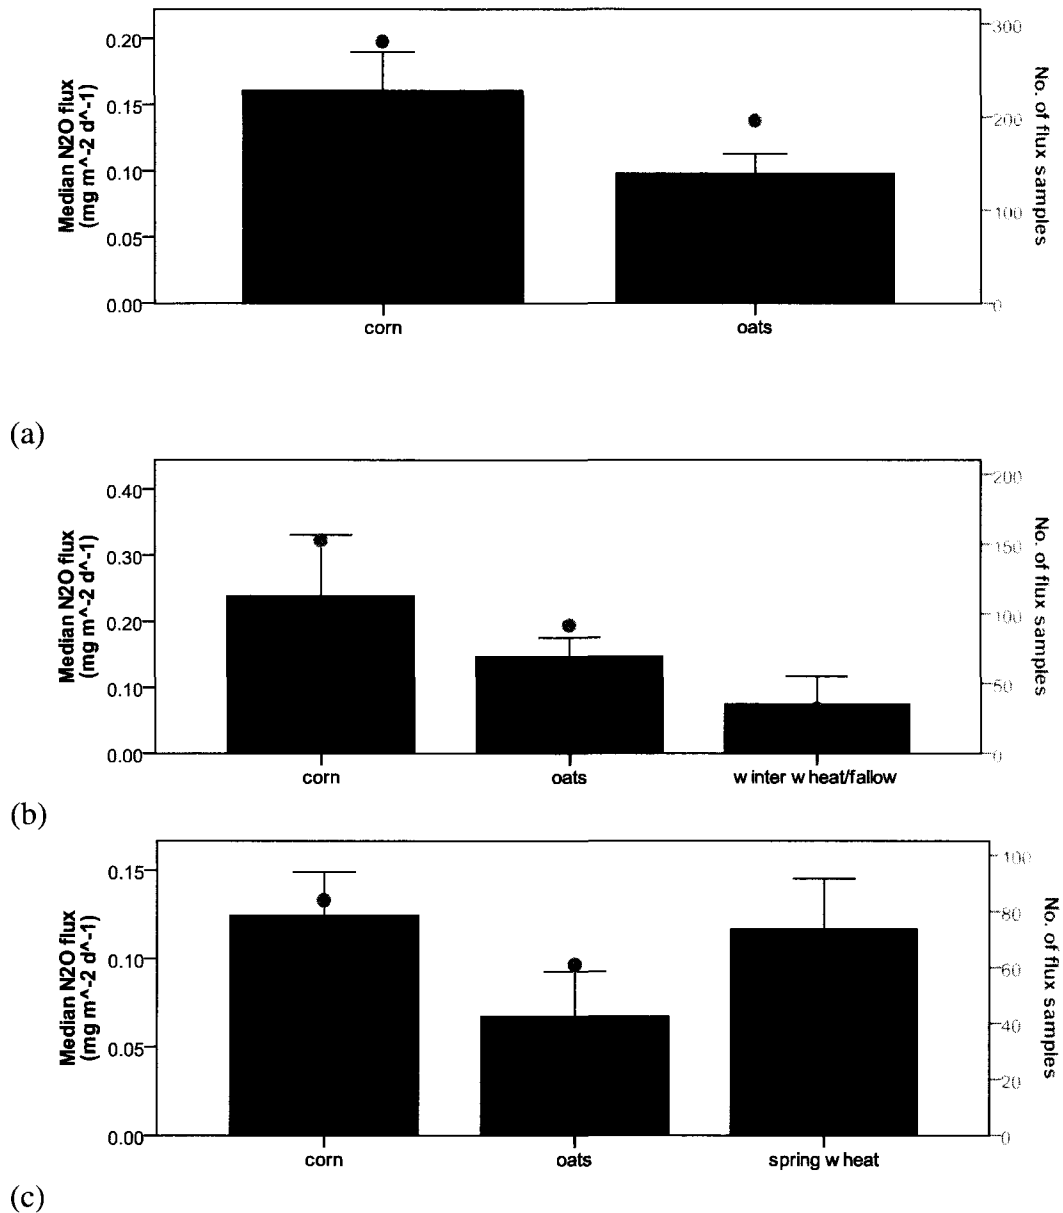 0.20
0.15
0.10
0.05
0.00
Median N2O flux
(mg m^-2 d^-1)
300
200
100
0
No. of flux samples
corn
oats
(a)
0.40
0.30
0.20
0.10
0.00
Median N2O flux
(mg m^-2 d^-1)
200
150
100
50
0
No. of flux samples
corn
oats
winter wheat/fallow
(b)
0.15
0.10
0.05
0.00
Median N2O flux
(mg m^-2 d^-1)
100
80
60
40
20
0
No. of flux samples
corn
oats
spring wheat
(c)